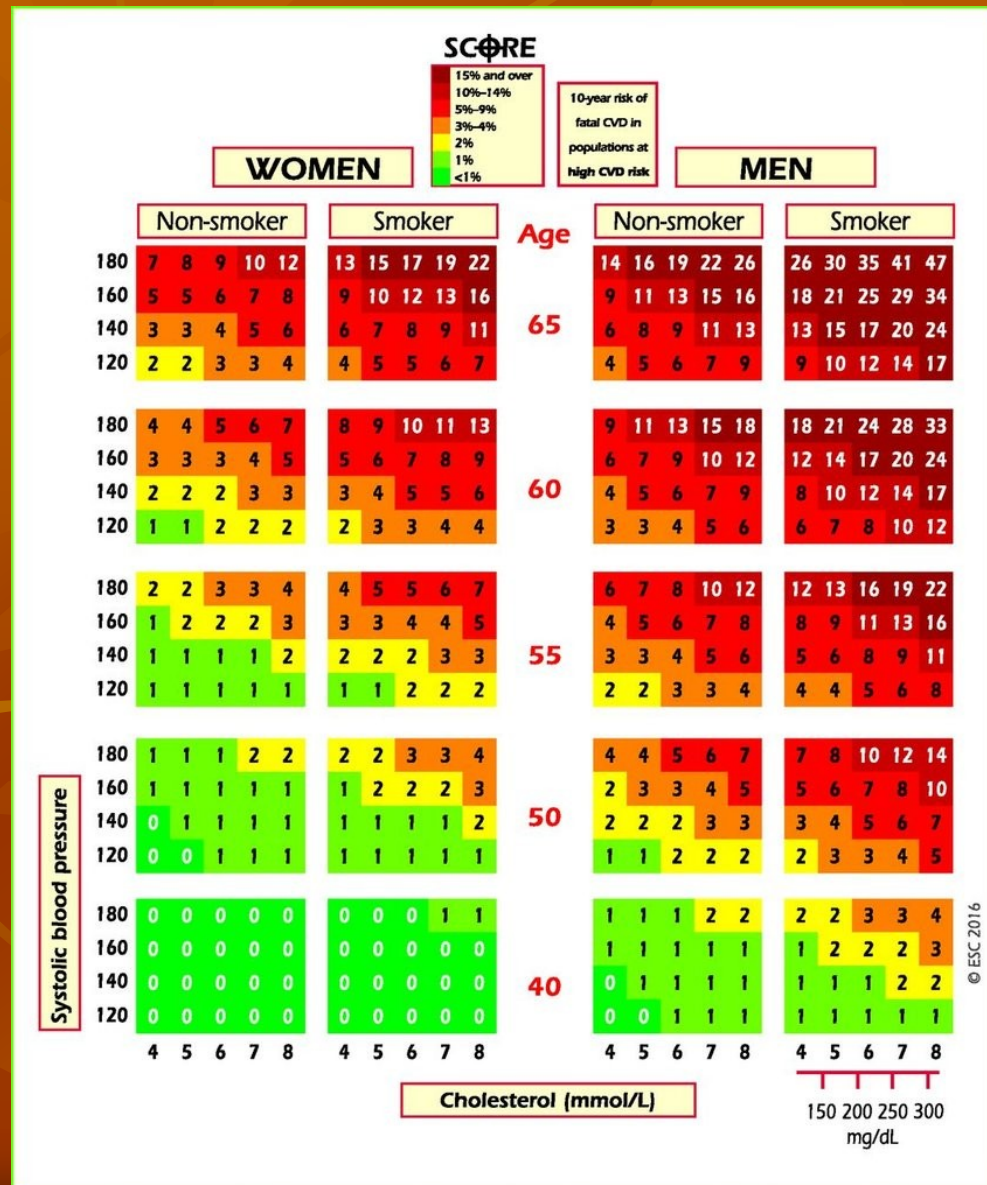 SCORE
15% and over
10%–14%
5%–9%
3%–4%
2%
1%
<1%
10-year risk of
fatal CVD in
populations at
high CVD risk
WOMEN MEN
Non-smoker Smoker Age Non-smoker Smoker
180 7 8 9 10 12 13 15 17 19 22 14 16 19 22 26 26 30 35 41 47
160 5 5 6 7 8 9 10 12 13 16 9 11 13 15 16 18 21 25 29 34
65
140 3 3 4 5 6 6 7 8 9 11 6 8 9 11 13 13 15 17 20 24
120 2 2 3 3 4 4 5 5 6 7 4 5 6 7 9 9 10 12 14 17
180 4 4 5 6 7 8 9 10 11 13 9 11 13 15 18 18 21 24 28 33
160 3 3 3 4 5 5 6 7 8 9 6 7 9 10 12 12 14 17 20 24
60
140 2 2 2 3 3 3 4 5 5 6 4 5 6 7 9 8 10 12 14 17
120 1 1 2 2 2 2 3 3 4 4 3 3 4 5 6 6 7 8 10 12
180 2 2 3 3 4 4 5 5 6 7 6 7 8 10 12 12 13 16 19 22
160 1 2 2 2 3 3 3 4 4 5 4 5 6 7 8 8 9 11 13 16
55
140 1 1 1 1 2 2 2 2 3 3 3 3 4 5 6 5 6 8 9 11
120 1 1 1 1 1 1 1 2 2 2 2 2 3 3 4 4 4 5 6 8
180 1 1 1 2 2 2 2 3 3 4 4 4 5 6 7 7 8 10 12 14
160 1 1 1 1 1 1 2 2 2 3 2 3 3 4 5 5 6 7 8 10
50
140 0 1 1 1 1 1 1 1 1 2 2 2 2 3 3 3 4 5 6 7
120 0 0 1 1 1 1 1 1 1 1 1 1 2 2 2 2 3 3 4 5
180 0 0 0 0 0 0 0 0 1 1 1 1 1 2 2 2 2 3 3 4
160 0 0 0 0 0 0 0 0 0 0 1 1 1 1 1 1 2 2 2 3
40
140 0 0 0 0 0 0 0 0 0 0 0 1 1 1 1 1 1 1 2 2
120 0 0 0 0 0 0 0 0 0 0 0 0 1 1 1 1 1 1 1 1
4 5 6 7 8 4 5 6 7 8 4 5 6 7 8 4 5 6 7 8
Systolic blood pressure
Cholesterol (mmol/L)
150 200 250 300
mg/dL
© ESC 2016